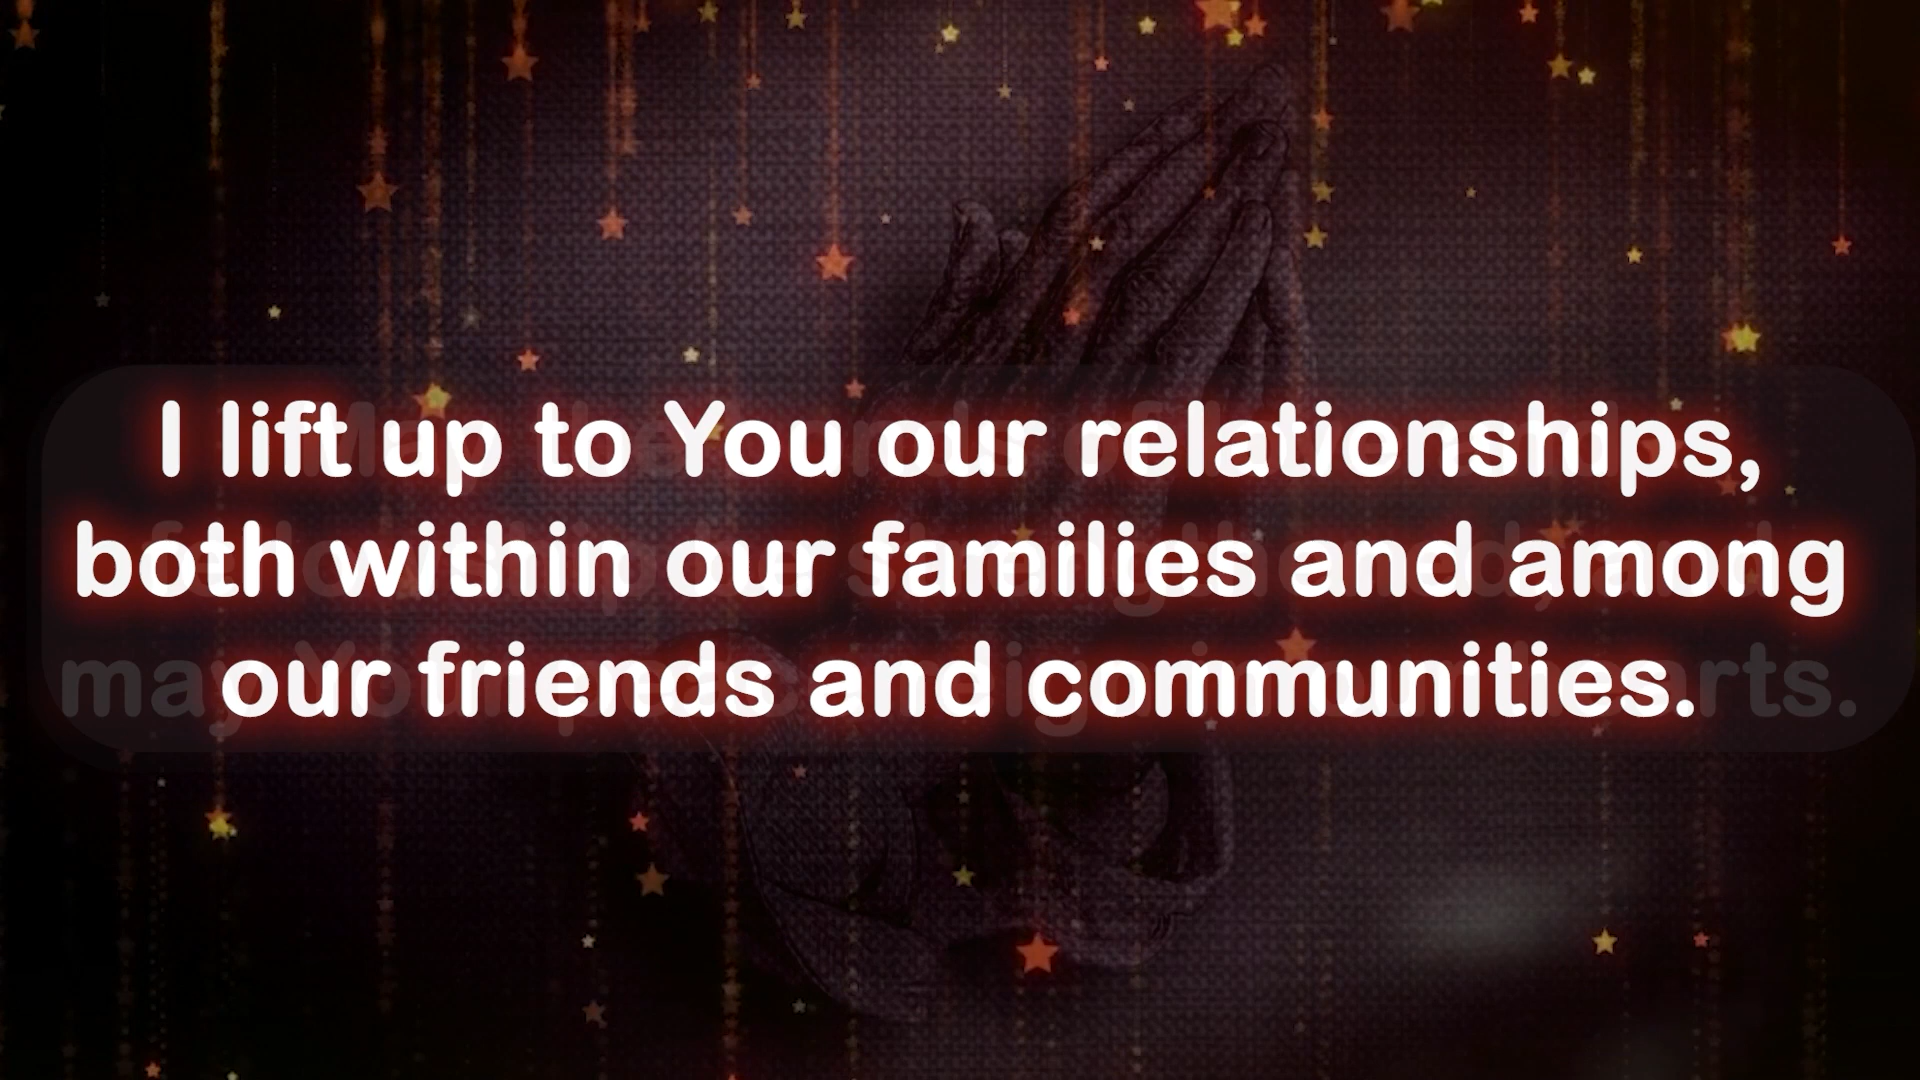 I lift up to You our relationships,
both within our families and among
our friends and communities.